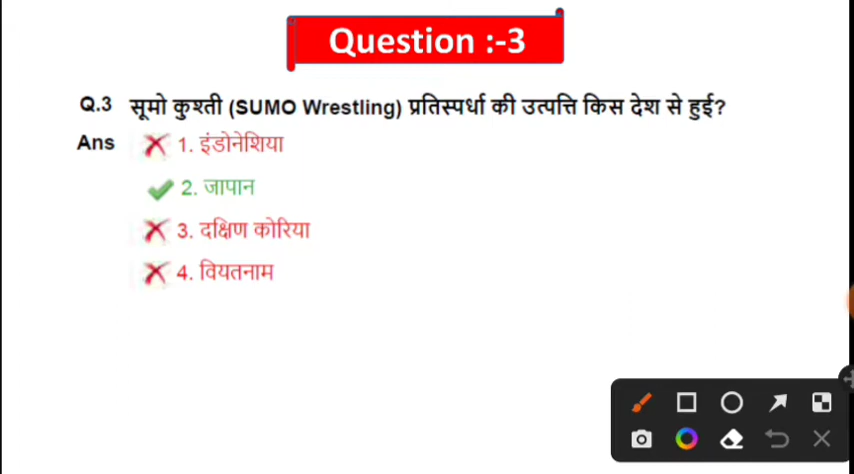 Question :-3
Q.3 सूमो कुश्ती (SUMO Wrestling) प्रतिस्पर्धा की उत्पत्ति किस देश से हुई?
Ans 1. इंडोनेशिया
2. जापान
3. दक्षिण कोरिया
4. वियतनाम